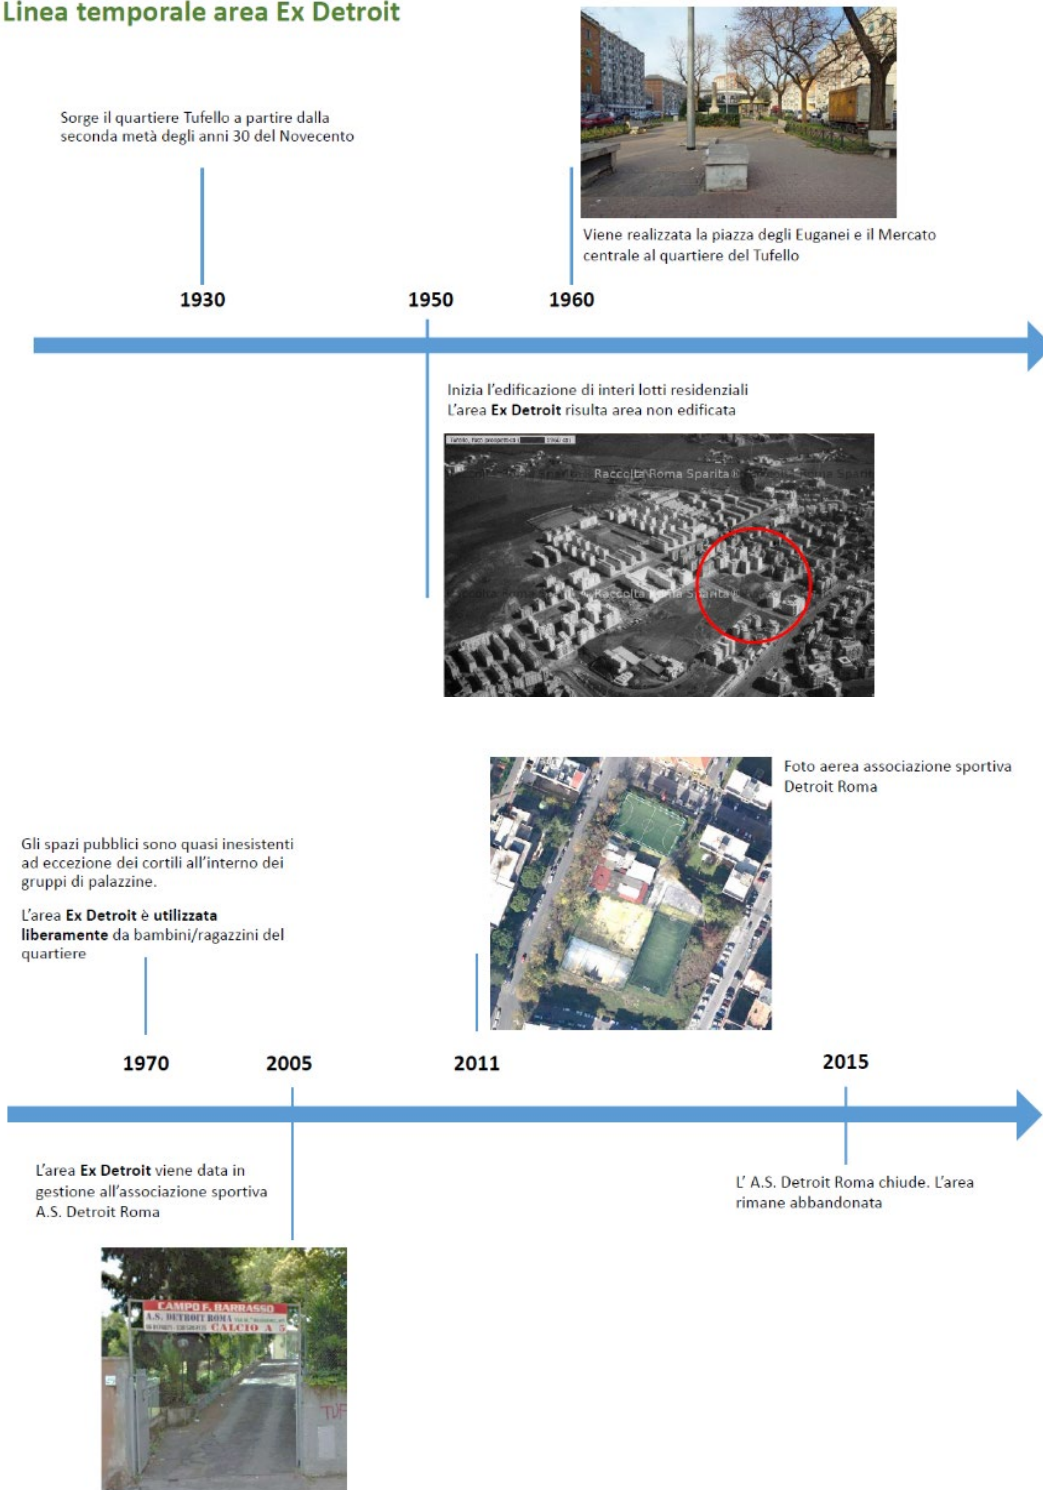 Linea temporale area Ex Detroit
Sorge il quartiere Tufello a partire dalla
seconda metà degli anni 30 del Novecento
Viene realizzata la piazza degli Euganei e il Mercato
centrale al quartiere del Tufello
1930
1950
1960
Inizia l'edificazione di interi lotti residenziali
L'area Ex Detroit risulta area non edificata
Raccolta Roma Sparita
Raccolta Roma Sparita
Foto aerea associazione sportiva
Detroit Roma
Gli spazi pubblici sono quasi inesistenti
ad eccezione dei cortili all'interno dei
gruppi di palazzine.
L'area Ex Detroit è utilizzata
liberamente da bambini/ragazzini del
quartiere
1970
2005
2011
2015
L'area Ex Detroit viene data in
gestione all'associazione sportiva
A.S. Detroit Roma
L' A.S. Detroit Roma chiude. L'area
rimane abbandonata
CAMPO F. BARRASSO
A.S. DETROIT ROMA
CALCIO A 5
TUF